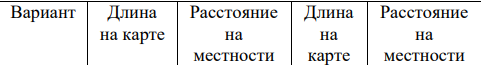 Вариант Длина Расстояние Длина Расстояние
на карте на на на
местности карте местности